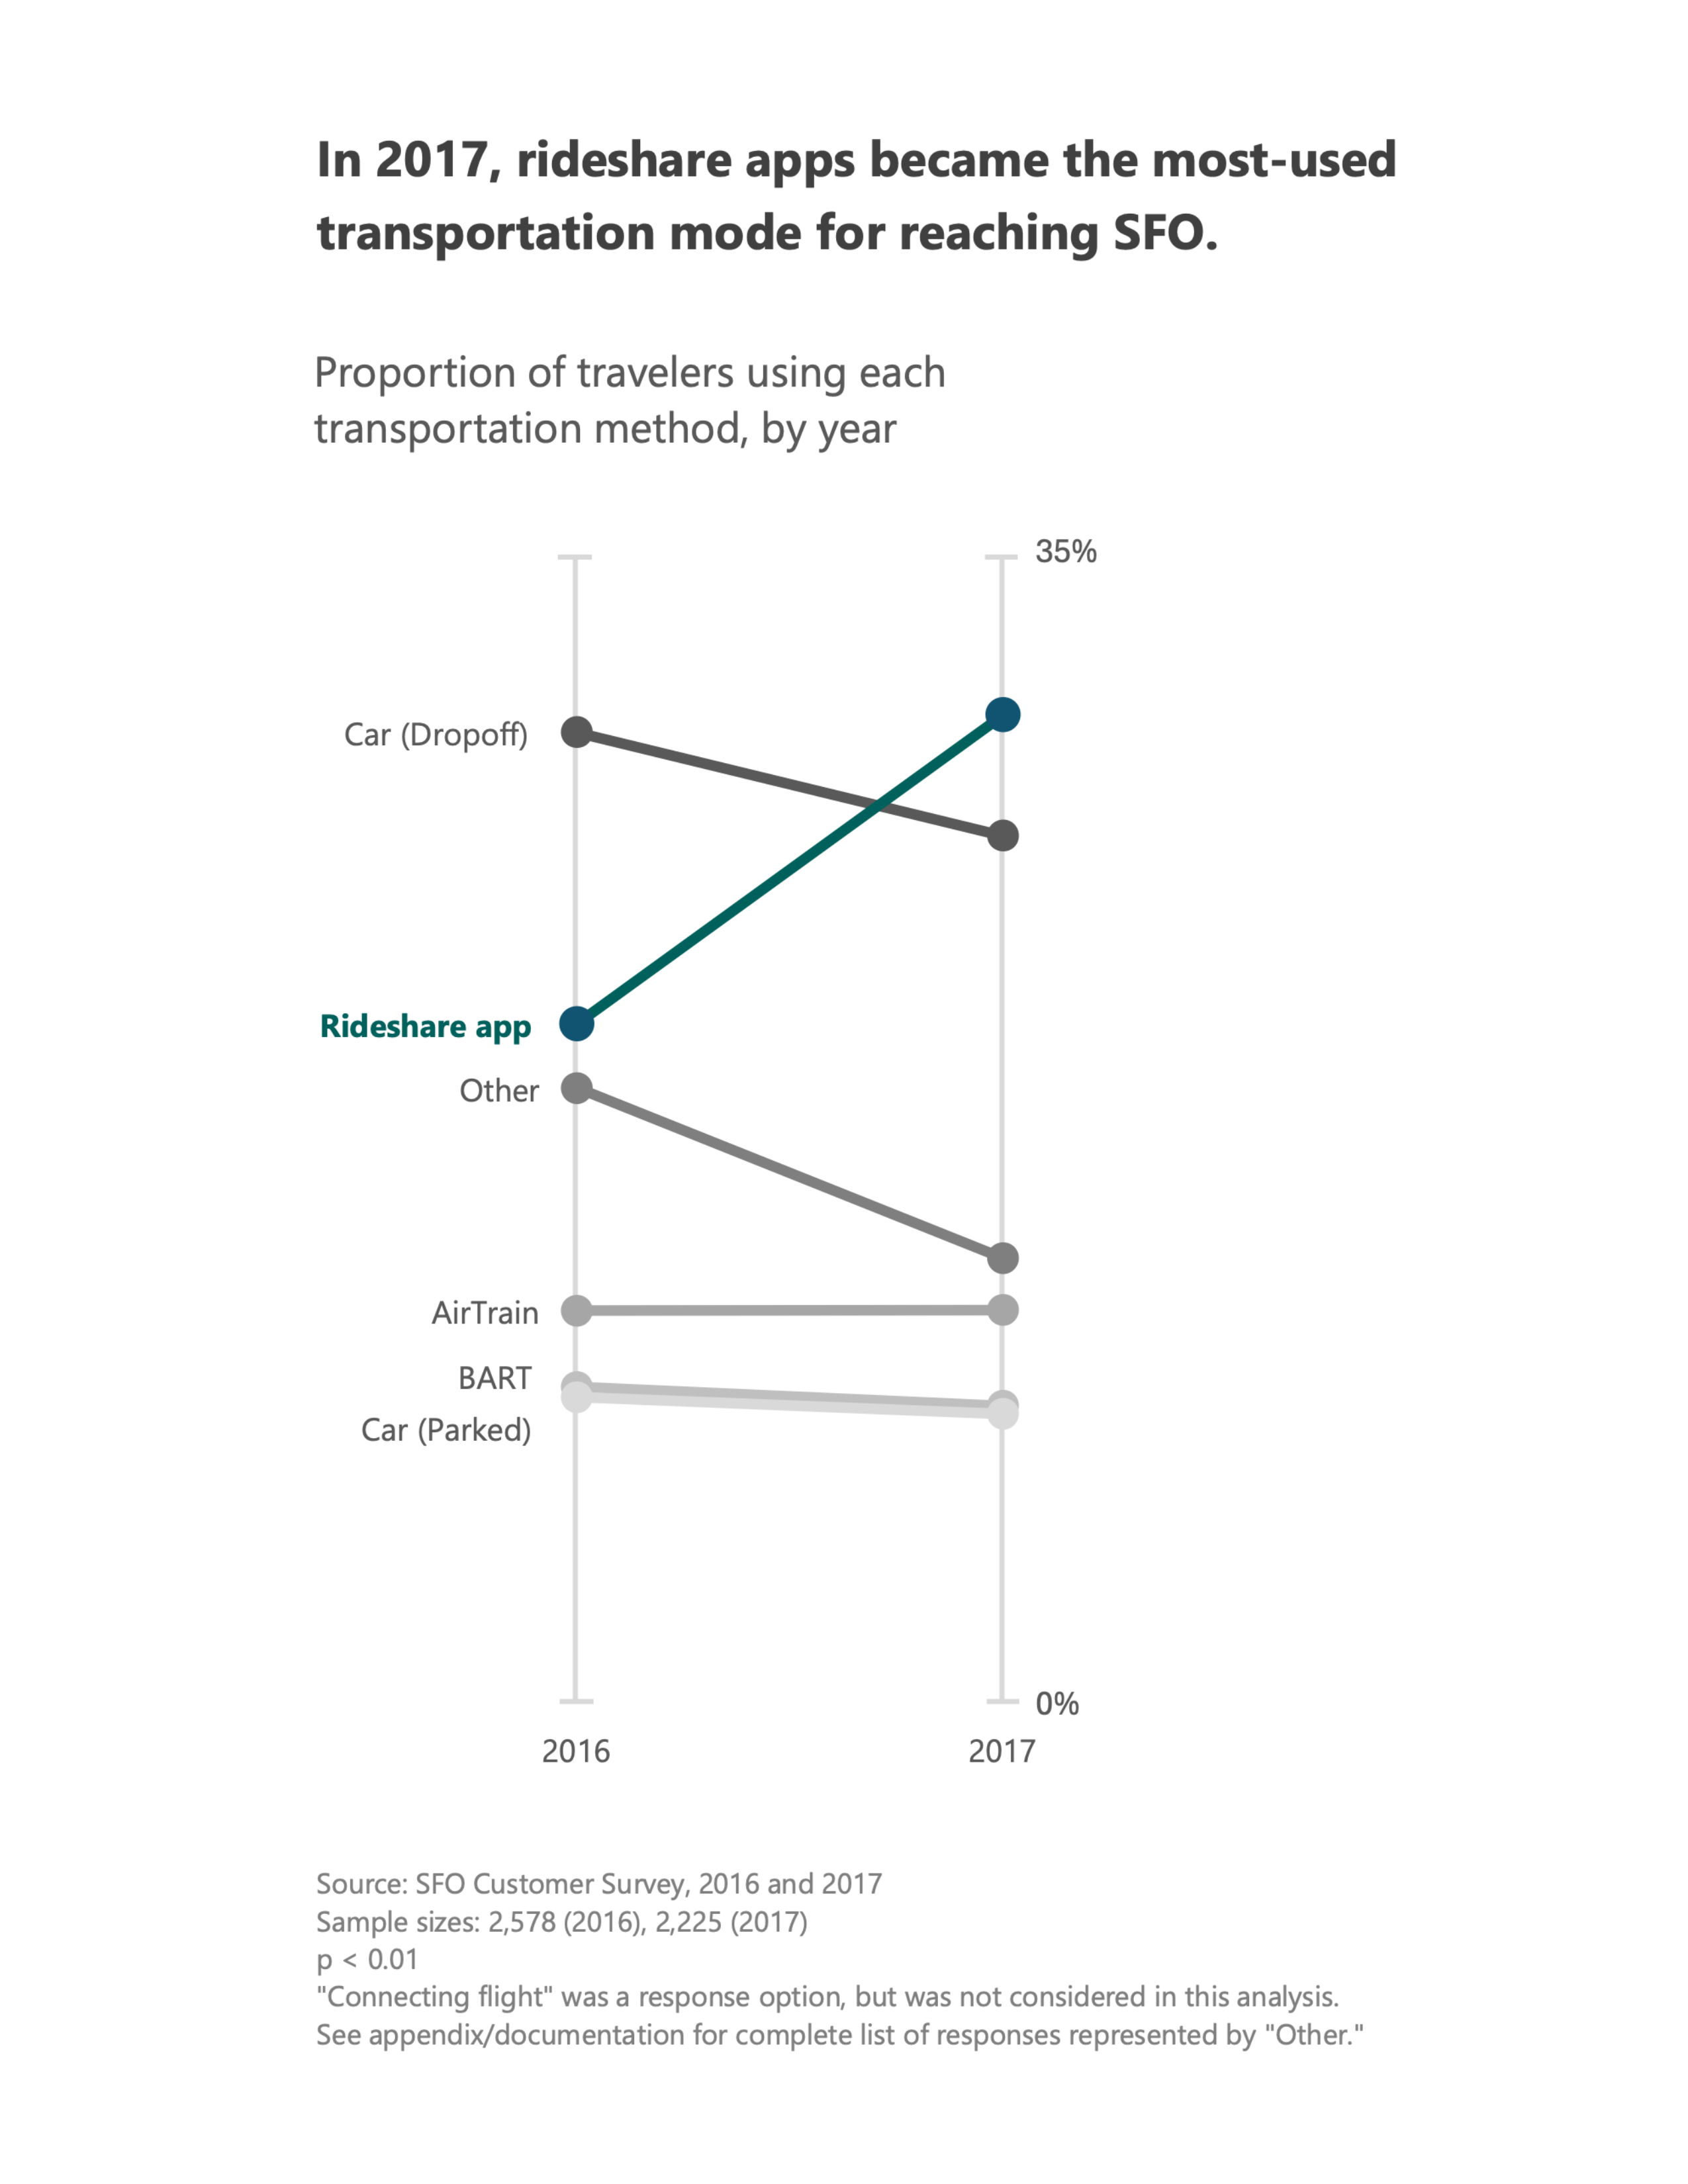 In 2017, rideshare apps became the most-used
transportation mode for reaching SFO.
Proportion of travelers using each
transportation method, by year
35%
Car (Dropoff)
Rideshare app
Other
AirTrain
BART
Car (Parked)
0%
2016
2017
Source: SFO Customer Survey, 2016 and 2017
Sample sizes: 2,578 (2016), 2,225 (2017)
p < 0.01
"Connecting flight" was a response option, but was not considered in this analysis.
See appendix/documentation for complete list of responses represented by "Other."